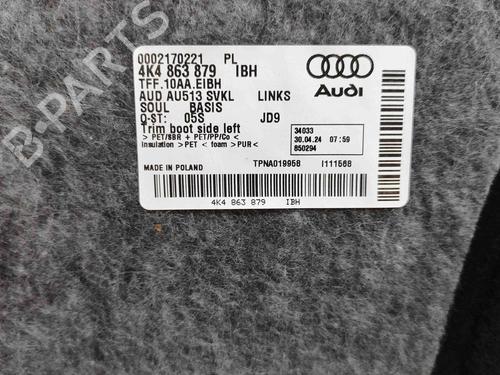 0002170221 PL
4K4 863 879 IBH
TFF.10AA.EIBH
AUD AU513 SVKL LINKS
SOUL BASIS
Q-ST: 05S JD9
Trim boot side left
> PET/SBR + PET/PP/Co <
Insulation > PET < foam > PUR <
Audi
34033
30.04.24 07:59
850294
MADE IN POLAND TPNA019958 I111568
4K4 863 879 IBH
B-PARTS